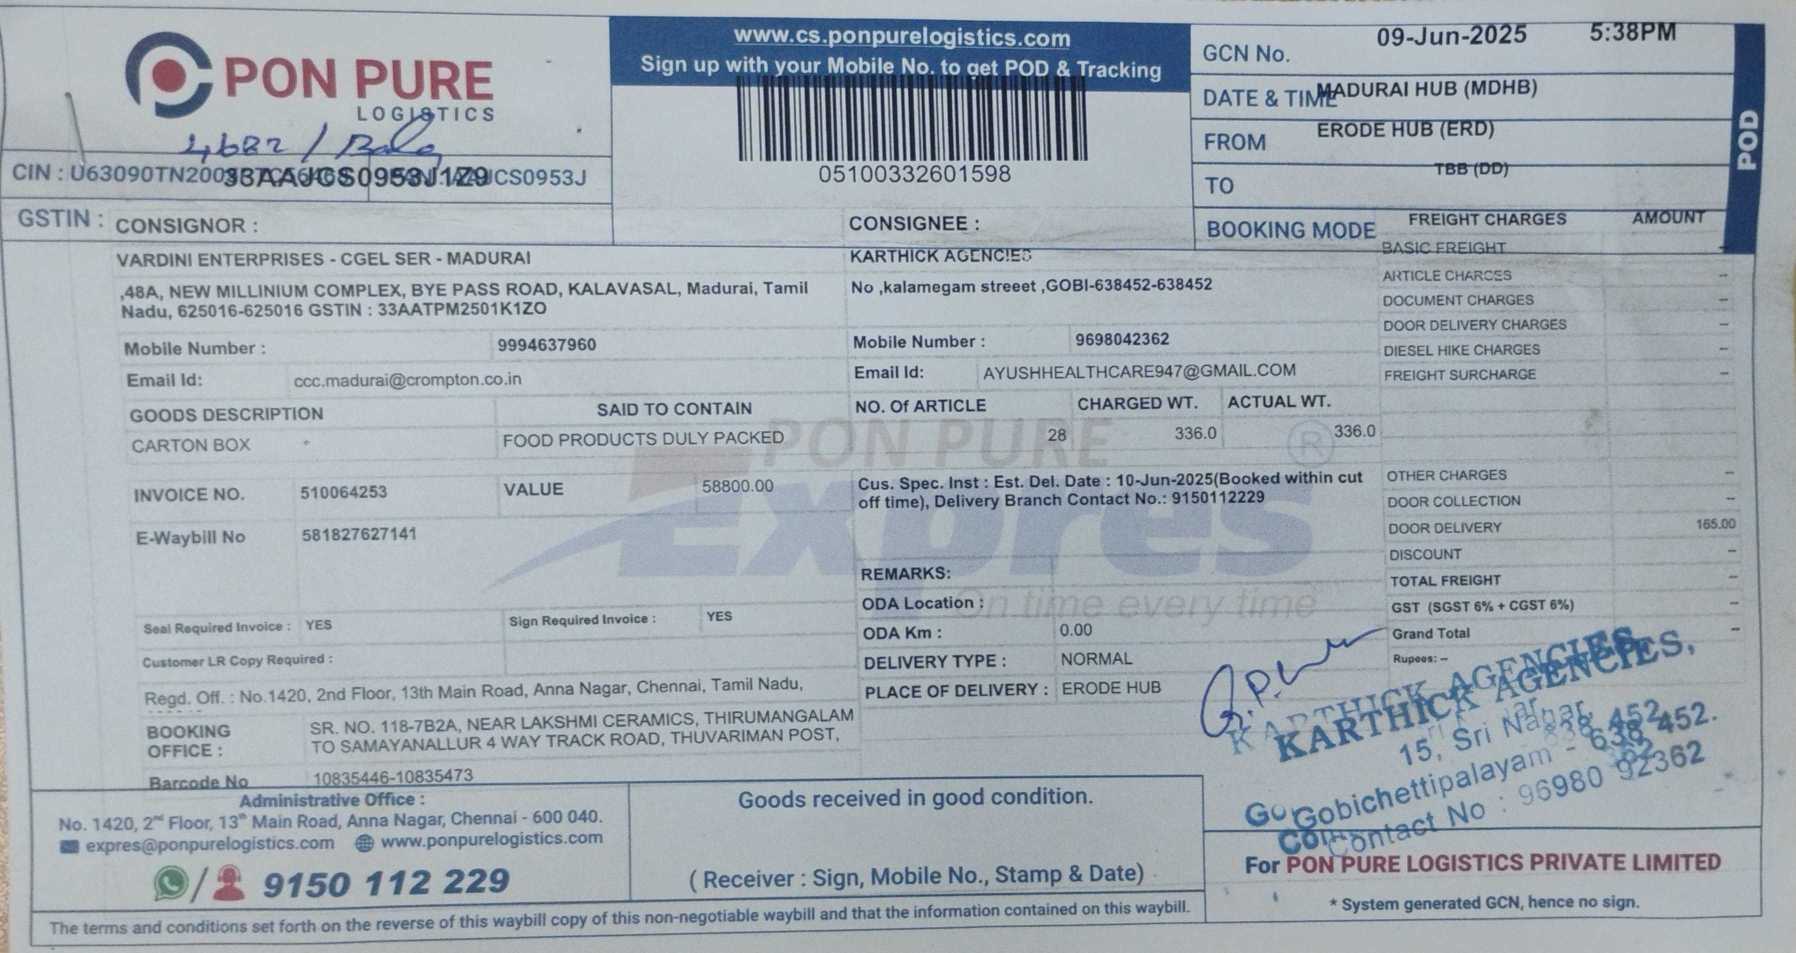 PON PURE
LOGISTICS
4682 / Bala
CIN : U63090TN200
33AAJCS0953J1Z9
CS0953J
GSTIN :
www.cs.ponpurelogistics.com
Sign up with your Mobile No. to get POD & Tracking
05100332601598
GCN No.
09-Jun-2025 5:38PM
DATE & TIME
MADURAI HUB (MDHB)
FROM
ERODE HUB (ERD)
TO
TBB (DD)
BOOKING MODE
POD
CONSIGNOR :
VARDINI ENTERPRISES - CGEL SER - MADURAI
,48A, NEW MILLINIUM COMPLEX, BYE PASS ROAD, KALAVASAL, Madurai, Tamil
Nadu, 625016-625016 GSTIN : 33AATPM2501K1ZO
Mobile Number : 9994637960
Email Id: ccc.madurai@crompton.co.in
CONSIGNEE :
KARTHICK AGENCIES
No ,kalamegam streeet ,GOBI-638452-638452
Mobile Number : 9698042362
Email Id: AYUSHHEALTHCARE947@GMAIL.COM
FREIGHT CHARGES AMOUNT
BASIC FREIGHT –
ARTICLE CHARGES –
DOCUMENT CHARGES –
DOOR DELIVERY CHARGES –
DIESEL HIKE CHARGES –
FREIGHT SURCHARGE –
GOODS DESCRIPTION SAID TO CONTAIN NO. Of ARTICLE CHARGED WT. ACTUAL WT.
CARTON BOX FOOD PRODUCTS DULY PACKED 28 336.0 336.0
PON PURE ®
Expres
On time every time
INVOICE NO. 510064253 VALUE 58800.00
E-Waybill No 581827627141
Cus. Spec. Inst : Est. Del. Date : 10-Jun-2025(Booked within cut
off time), Delivery Branch Contact No.: 9150112229
OTHER CHARGES –
DOOR COLLECTION –
DOOR DELIVERY 165.00
DISCOUNT –
TOTAL FREIGHT –
GST (SGST 6% + CGST 6%) –
Grand Total –
Rupees: –
REMARKS:
ODA Location :
ODA Km : 0.00
DELIVERY TYPE : NORMAL
PLACE OF DELIVERY : ERODE HUB
Seal Required Invoice : YES Sign Required Invoice : YES
Customer LR Copy Required :
Regd. Off. : No.1420, 2nd Floor, 13th Main Road, Anna Nagar, Chennai, Tamil Nadu,
BOOKING
OFFICE :
SR. NO. 118-7B2A, NEAR LAKSHMI CERAMICS, THIRUMANGALAM
TO SAMAYANALLUR 4 WAY TRACK ROAD, THUVARIMAN POST,
Barcode No 10835446-10835473
KARTHICK AGENCIES,
15, Sri Nagar,
Gobichettipalayam - 638 452.
Contact No : 96980 92362
Administrative Office :
No. 1420, 2nd Floor, 13th Main Road, Anna Nagar, Chennai - 600 040.
expres@ponpurelogistics.com www.ponpurelogistics.com
9150 112 229
Goods received in good condition.
( Receiver : Sign, Mobile No., Stamp & Date)
For PON PURE LOGISTICS PRIVATE LIMITED
* System generated GCN, hence no sign.
The terms and conditions set forth on the reverse of this waybill copy of this non-negotiable waybill and that the information contained on this waybill.